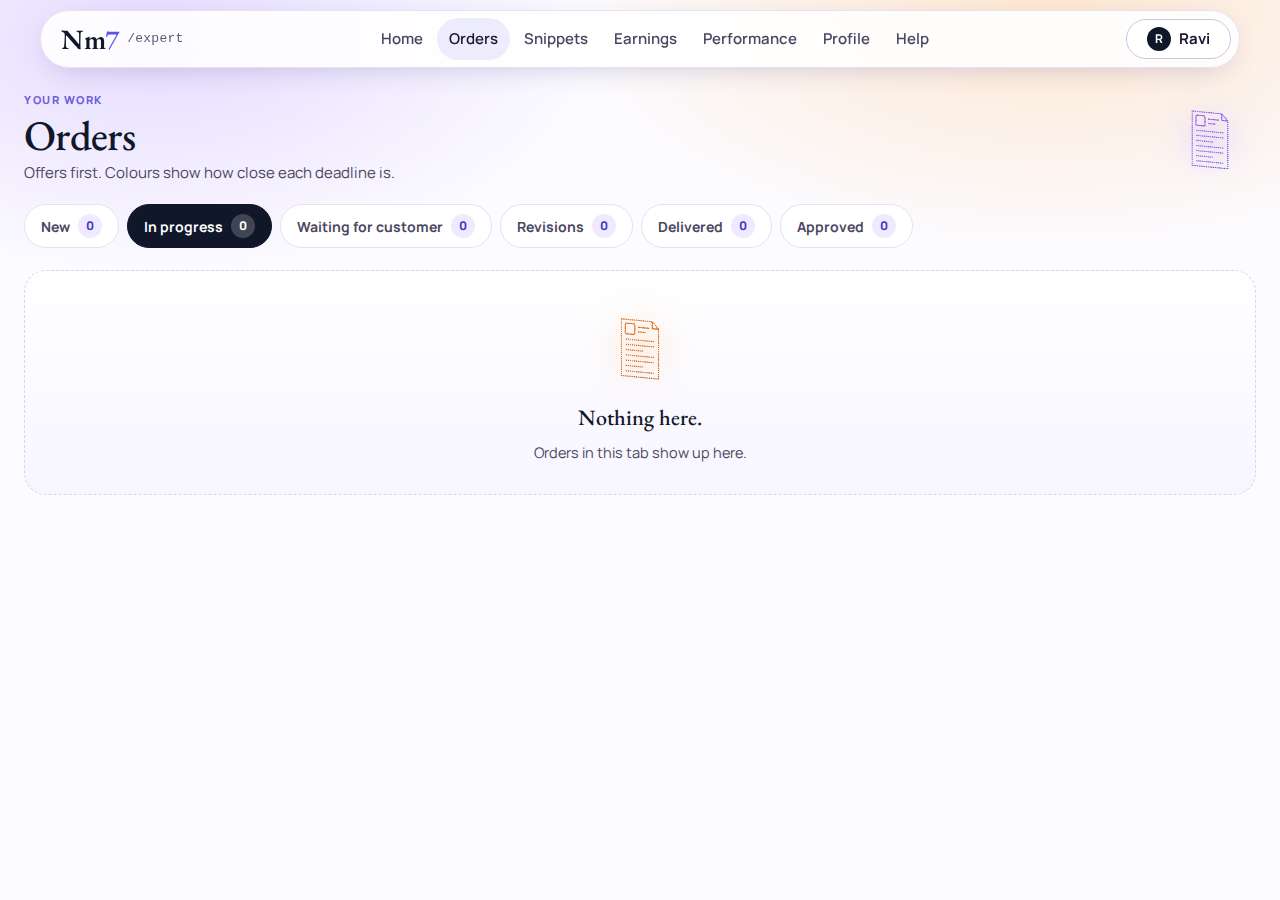 Nm7 /expert Home Orders Snippets Earnings Performance Profile Help R Ravi
YOUR WORK
Orders
Offers first. Colours show how close each deadline is.
New 0 In progress 0 Waiting for customer 0 Revisions 0 Delivered 0 Approved 0
Nothing here.
Orders in this tab show up here.